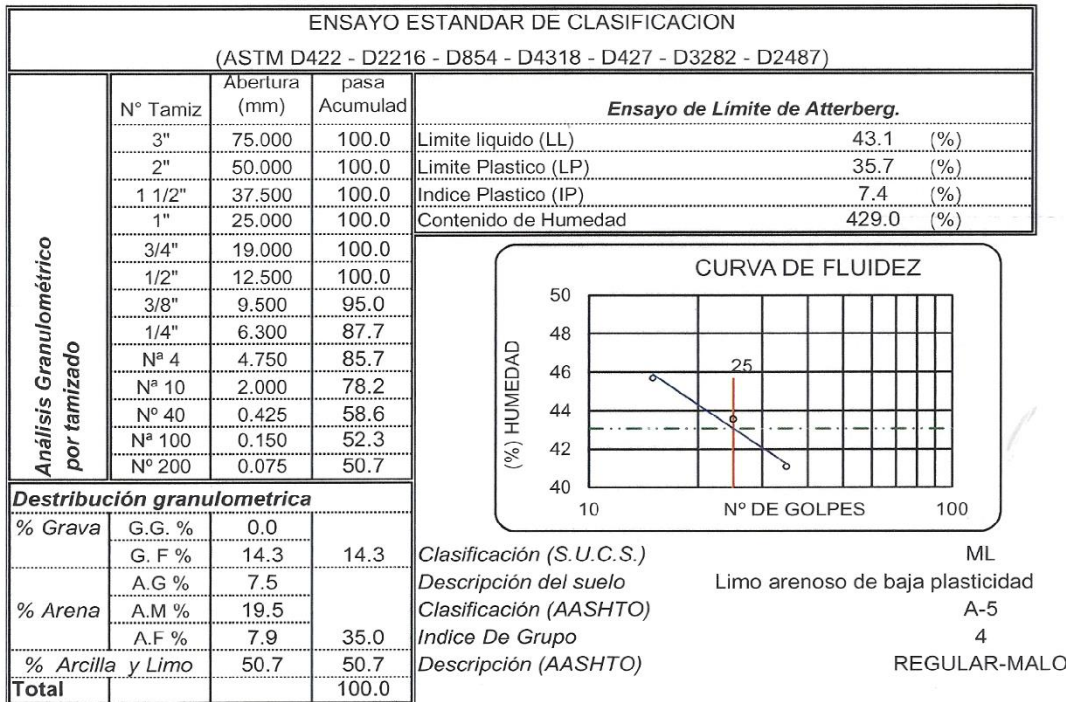 ENSAYO ESTANDAR DE CLASIFICACION
(ASTM D422 - D2216 - D854 - D4318 - D427 - D3282 - D2487)
Análisis Granulométrico
por tamizado
N° Tamiz Abertura (mm) pasa Acumulad
3" 75.000 100.0
2" 50.000 100.0
1 1/2" 37.500 100.0
1" 25.000 100.0
3/4" 19.000 100.0
1/2" 12.500 100.0
3/8" 9.500 95.0
1/4" 6.300 87.7
Nª 4 4.750 85.7
Nª 10 2.000 78.2
Nº 40 0.425 58.6
Nª 100 0.150 52.3
Nº 200 0.075 50.7
Ensayo de Límite de Atterberg.
Limite liquido (LL) 43.1 (%)
Limite Plastico (LP) 35.7 (%)
Indice Plastico (IP) 7.4 (%)
Contenido de Humedad 429.0 (%)
CURVA DE FLUIDEZ
(%) HUMEDAD
50
48
46
44
42
40
25
10 Nº DE GOLPES 100
Destribución granulometrica
% Grava G.G. % 0.0
G. F % 14.3 14.3
A.G % 7.5
% Arena A.M % 19.5
A.F % 7.9 35.0
% Arcilla y Limo 50.7 50.7
Total 100.0
Clasificación (S.U.C.S.) ML
Descripción del suelo Limo arenoso de baja plasticidad
Clasificación (AASHTO) A-5
Indice De Grupo 4
Descripción (AASHTO) REGULAR-MALO